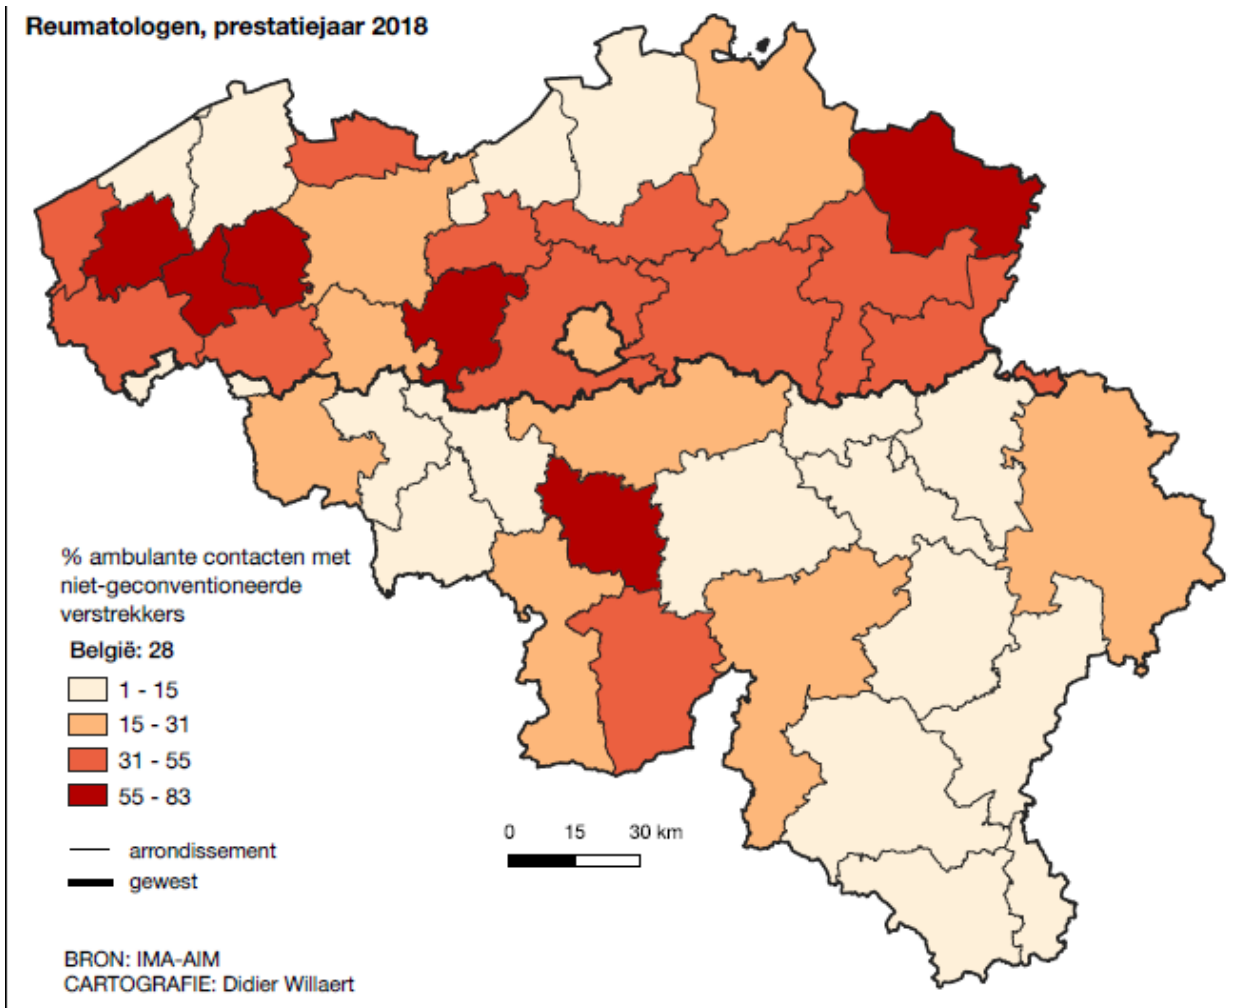 Reumatologen, prestatiejaar 2018
% ambulante contacten met
niet-geconventioneerde
verstrekkers
België: 28
1 - 15
15 - 31
31 - 55
55 - 83
arrondissement
gewest
0 15 30 km
BRON: IMA-AIM
CARTOGRAFIE: Didier Willaert